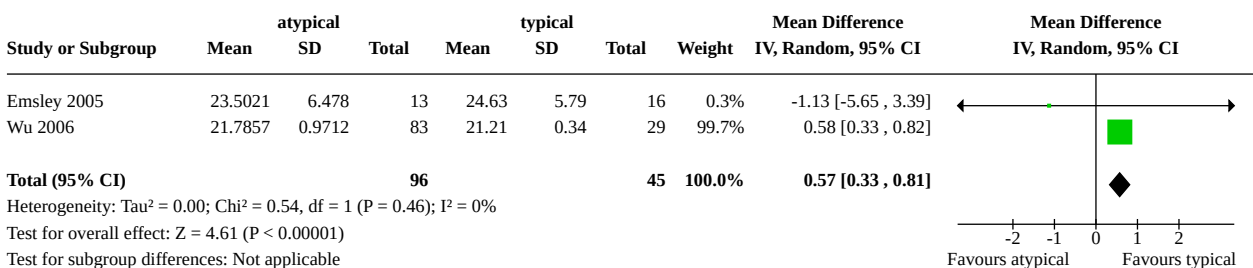 atypical typical Mean Difference Mean Difference
Study or Subgroup Mean SD Total Mean SD Total Weight IV, Random, 95% CI IV, Random, 95% CI
Emsley 2005 23.5021 6.478 13 24.63 5.79 16 0.3% -1.13 [-5.65 , 3.39]
Wu 2006 21.7857 0.9712 83 21.21 0.34 29 99.7% 0.58 [0.33 , 0.82]
Total (95% CI) 96 45 100.0% 0.57 [0.33 , 0.81]
Heterogeneity: Tau² = 0.00; Chi² = 0.54, df = 1 (P = 0.46); I² = 0%
Test for overall effect: Z = 4.61 (P < 0.00001)
-2 -1 0 1 2
Test for subgroup differences: Not applicable
Favours atypical Favours typical